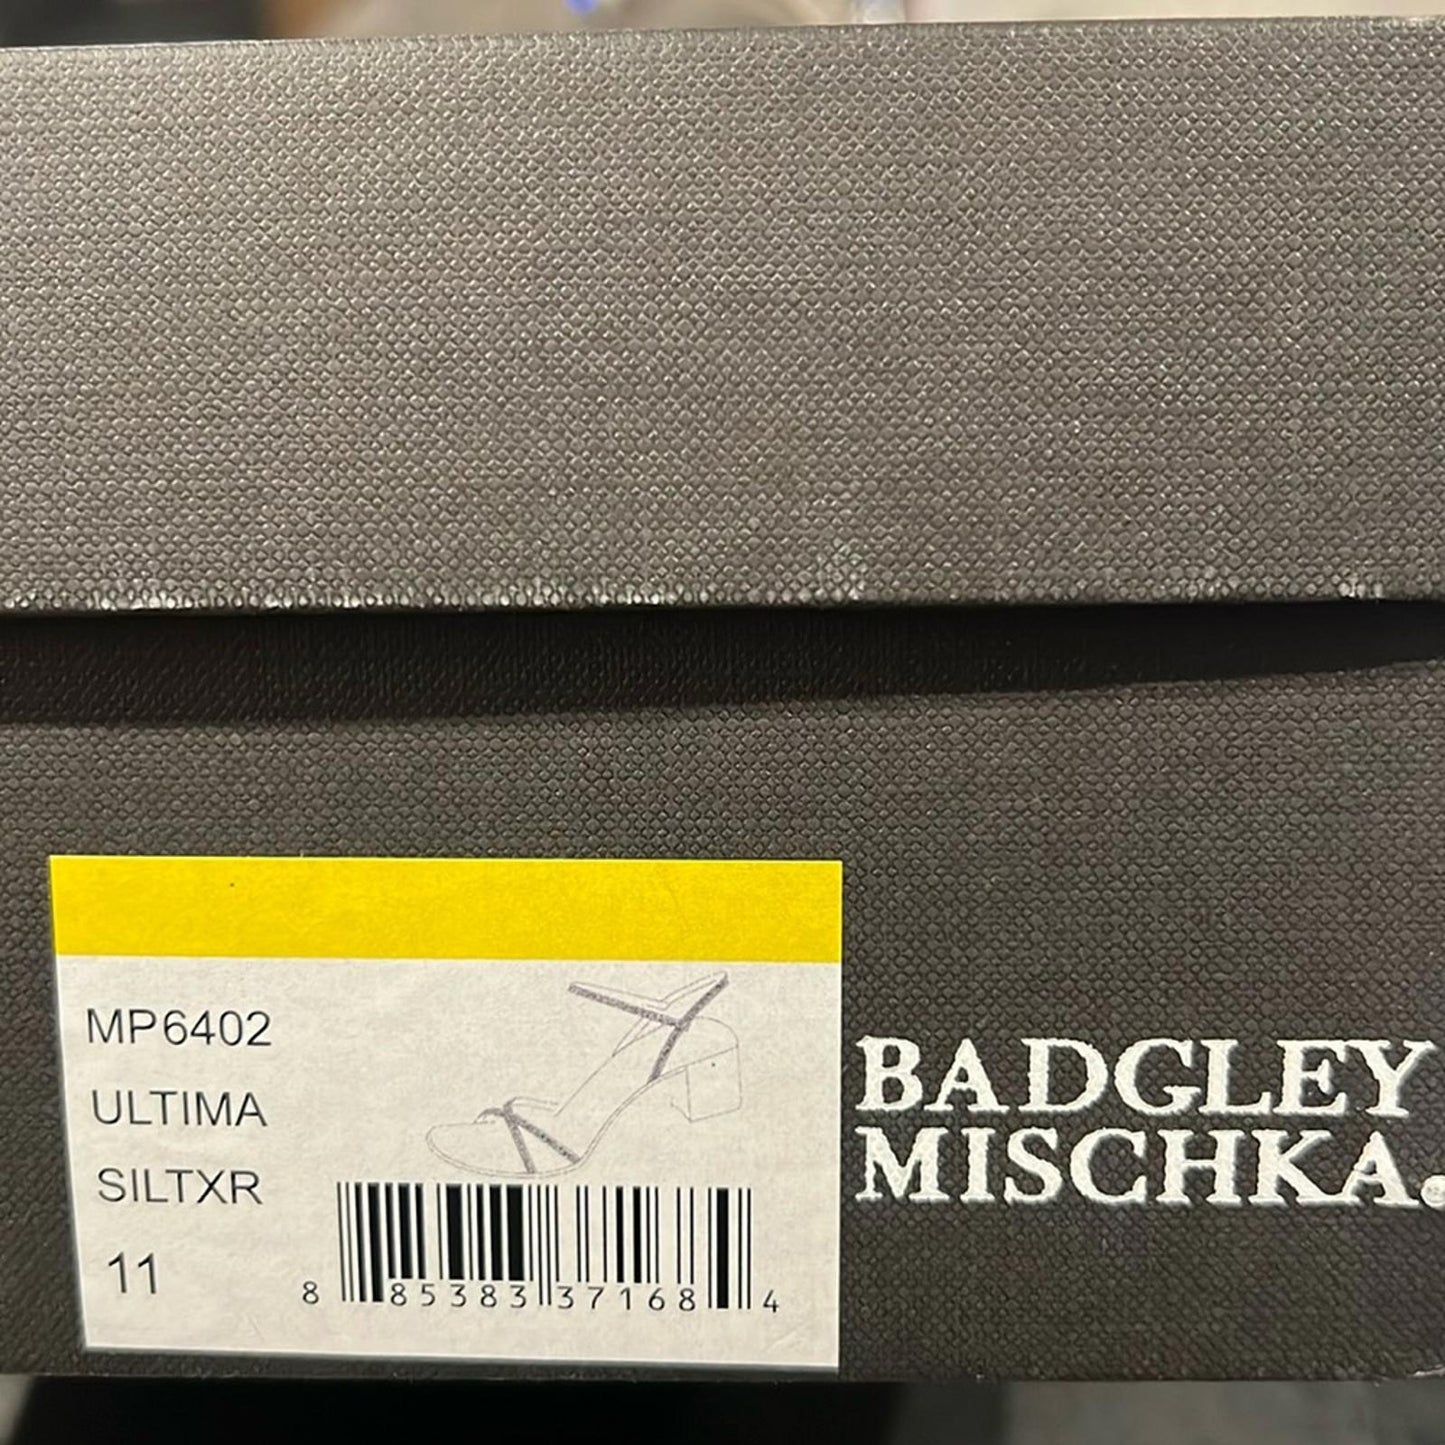 MP6402
ULTIMA
SILTXR
11
8 85383 37168 4
BADGLEY
MISCHKA